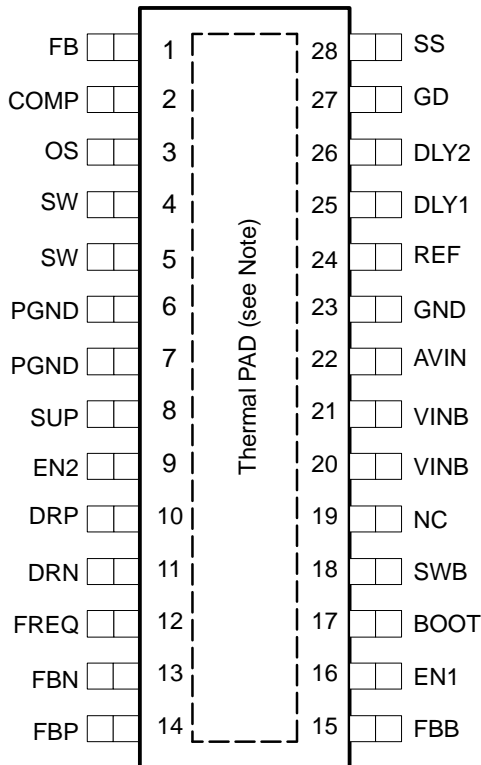 FB 1 28 SS
COMP 2 27 GD
OS 3 26 DLY2
SW 4 25 DLY1
SW 5 24 REF
PGND 6 23 GND
PGND 7 22 AVIN
SUP 8 21 VINB
EN2 9 20 VINB
DRP 10 19 NC
DRN 11 18 SWB
FREQ 12 17 BOOT
FBN 13 16 EN1
FBP 14 15 FBB
Thermal PAD (see Note)